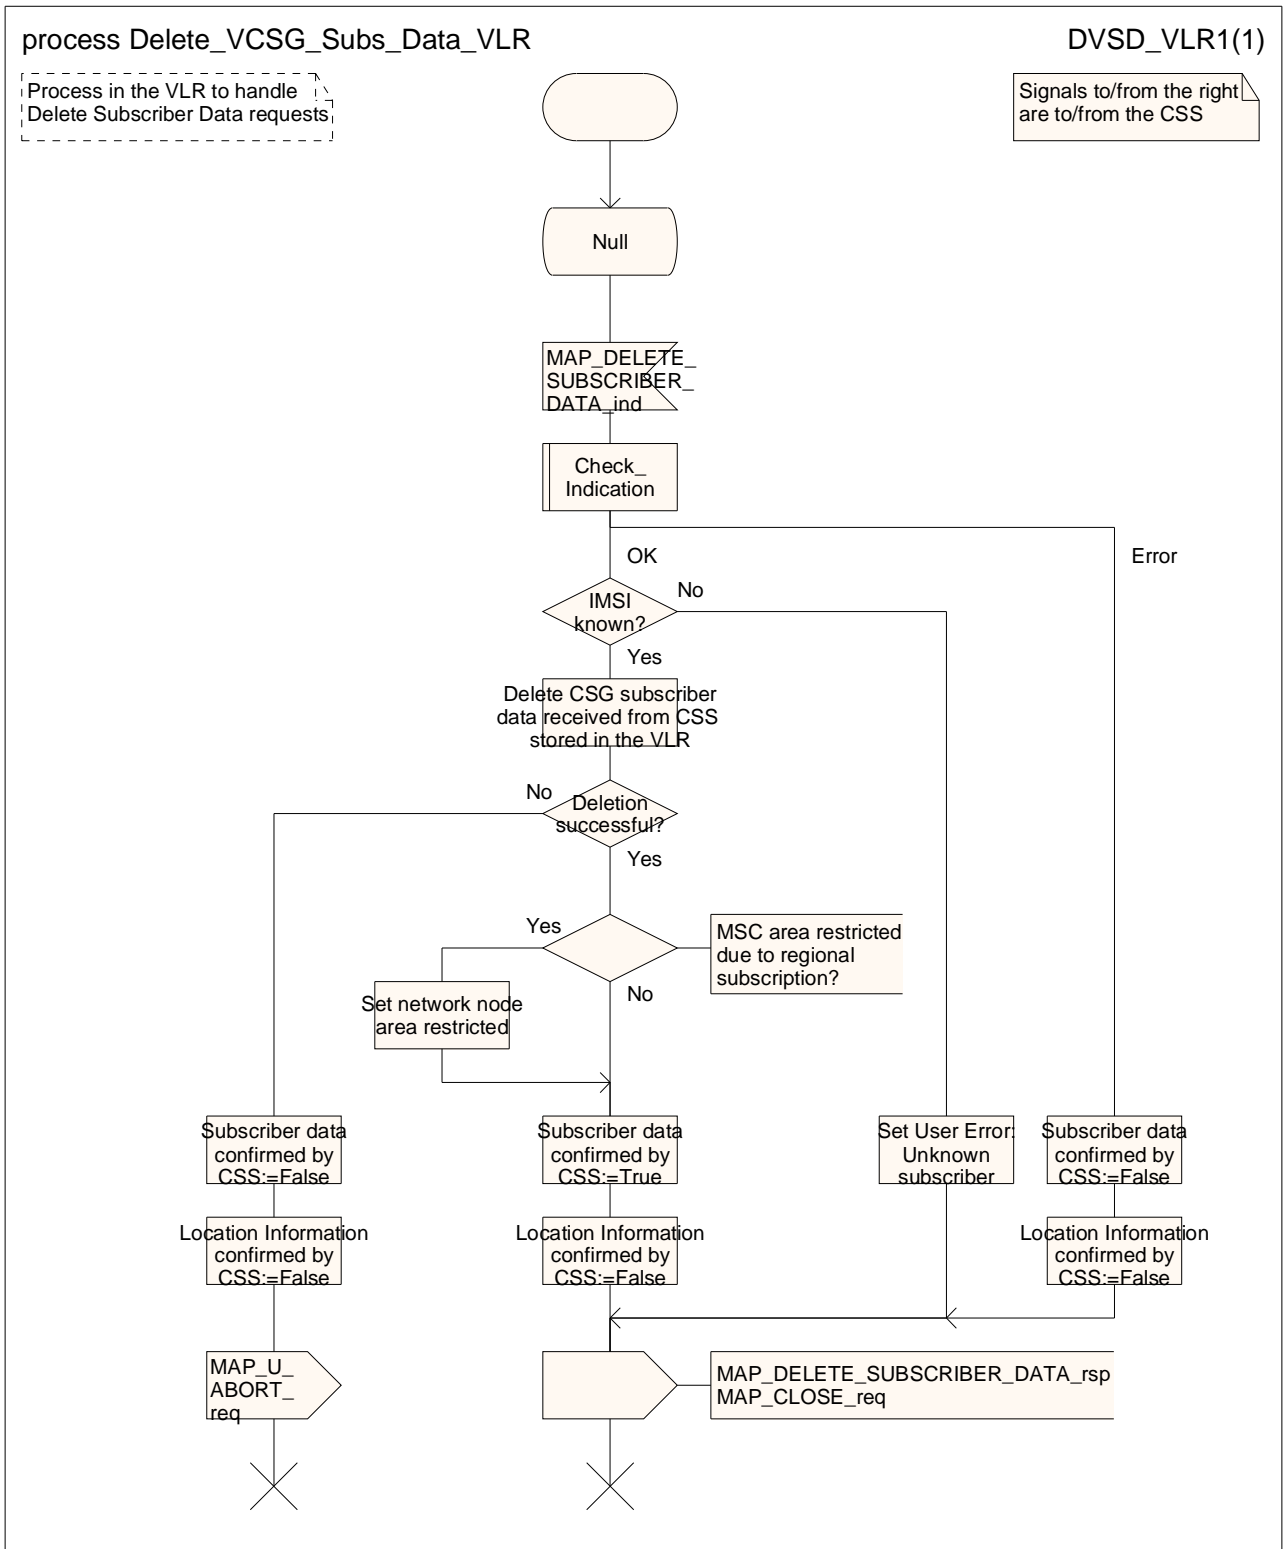 process Delete_VCSG_Subs_Data_VLR
DVSD_VLR1(1)
Process in the VLR to handle
Delete Subscriber Data requests
Signals to/from the right
are to/from the CSS
Null
MAP_DELETE_
SUBSCRIBER_
DATA_ind
Check_
Indication
OK
Error
IMSI
known?
No
Yes
Delete CSG subscriber
data received from CSS
stored in the VLR
No
Deletion
successful?
Yes
Yes
MSC area restricted
due to regional
subscription?
No
Set network node
area restricted
Subscriber data
confirmed by
CSS:=False
Subscriber data
confirmed by
CSS:=True
Set User Error:
Unknown
subscriber
Subscriber data
confirmed by
CSS:=False
Location Information
confirmed by
CSS:=False
Location Information
confirmed by
CSS:=False
Location Information
confirmed by
CSS:=False
MAP_U_
ABORT_
req
MAP_DELETE_SUBSCRIBER_DATA_rsp
MAP_CLOSE_req